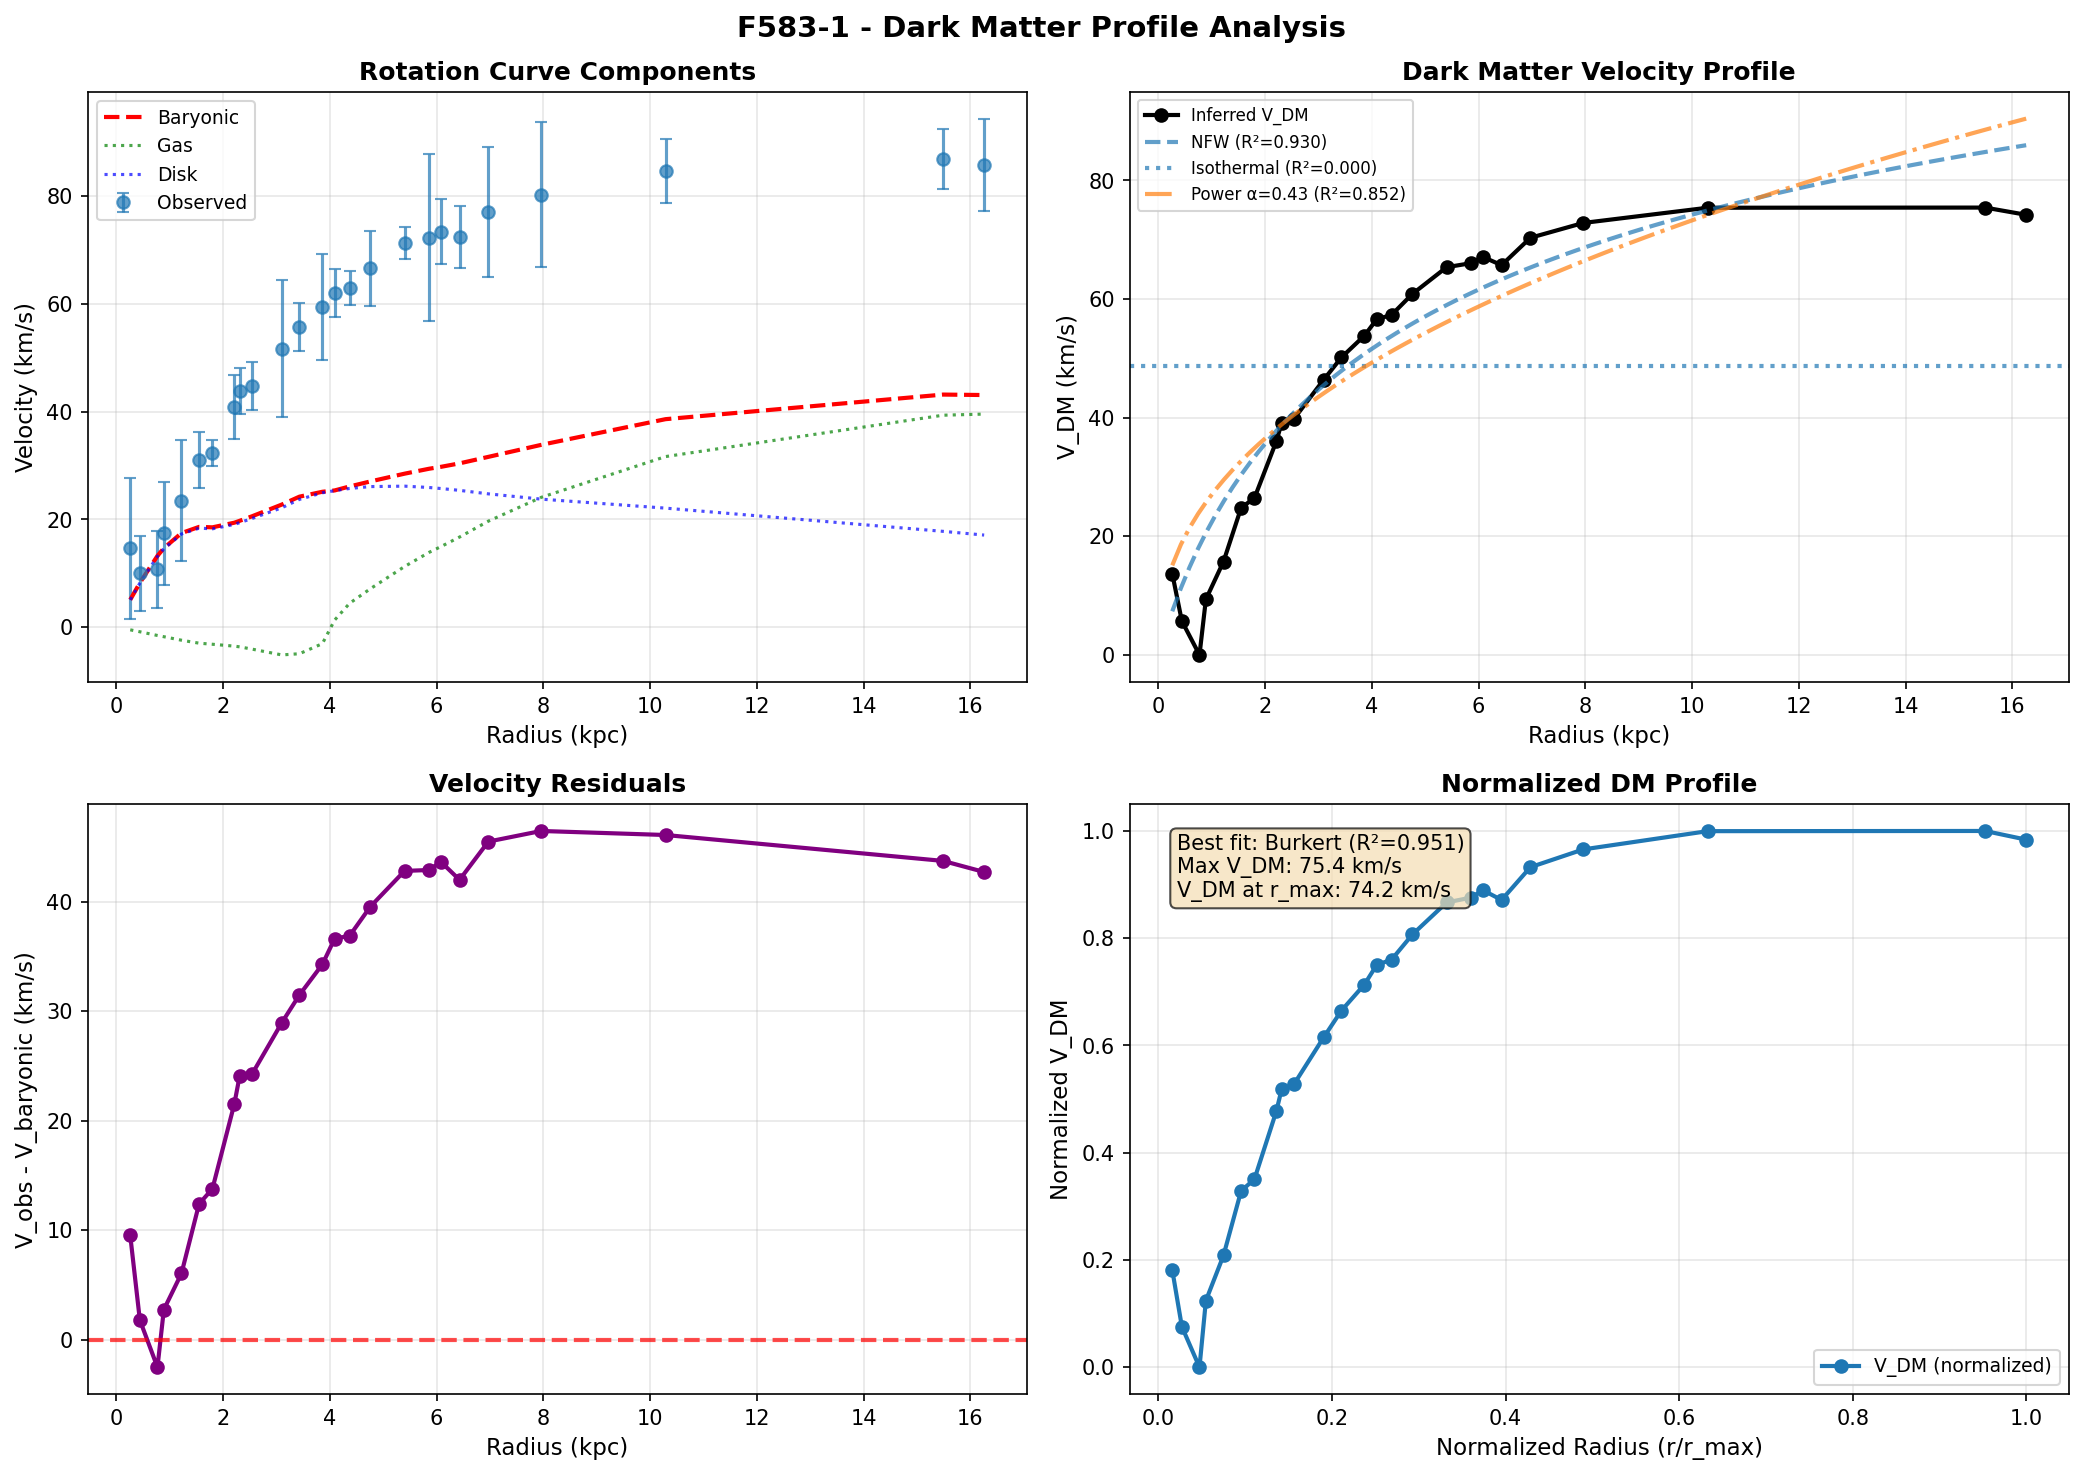 F583-1 - Dark Matter Profile Analysis
Rotation Curve Components
Baryonic
Gas
Disk
Observed
Velocity (km/s)
80
60
40
20
0
0 2 4 6 8 10 12 14 16
Radius (kpc)
Dark Matter Velocity Profile
Inferred V_DM
NFW (R²=0.930)
Isothermal (R²=0.000)
Power α=0.43 (R²=0.852)
V_DM (km/s)
80
60
40
20
0
0 2 4 6 8 10 12 14 16
Radius (kpc)
Velocity Residuals
V_obs - V_baryonic (km/s)
40
30
20
10
0
0 2 4 6 8 10 12 14 16
Radius (kpc)
Normalized DM Profile
Best fit: Burkert (R²=0.951)
Max V_DM: 75.4 km/s
V_DM at r_max: 74.2 km/s
Normalized V_DM
1.0
0.8
0.6
0.4
0.2
0.0
V_DM (normalized)
0.0 0.2 0.4 0.6 0.8 1.0
Normalized Radius (r/r_max)